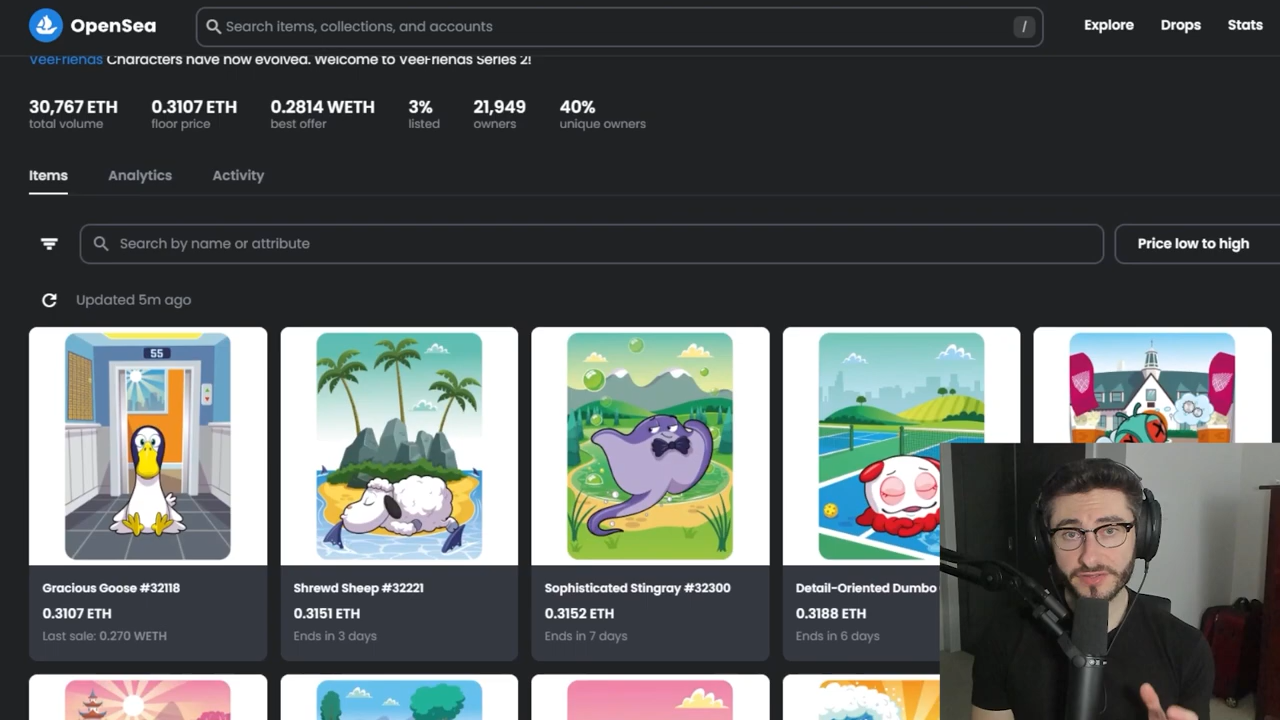 OpenSea
Search items, collections, and accounts
/
Explore
Drops
Stats
VeeFriends Characters have now evolved. Welcome to VeeFriends Series 2!
30,767 ETH
total volume
0.3107 ETH
floor price
0.2814 WETH
best offer
3%
listed
21,949
owners
40%
unique owners
Items
Analytics
Activity
Search by name or attribute
Price low to high
Updated 5m ago
55
Gracious Goose #32118
0.3107 ETH
Last sale: 0.270 WETH
Shrewd Sheep #32221
0.3151 ETH
Ends in 3 days
Sophisticated Stingray #32300
0.3152 ETH
Ends in 7 days
Detail-Oriented Dumbo
0.3188 ETH
Ends in 6 days